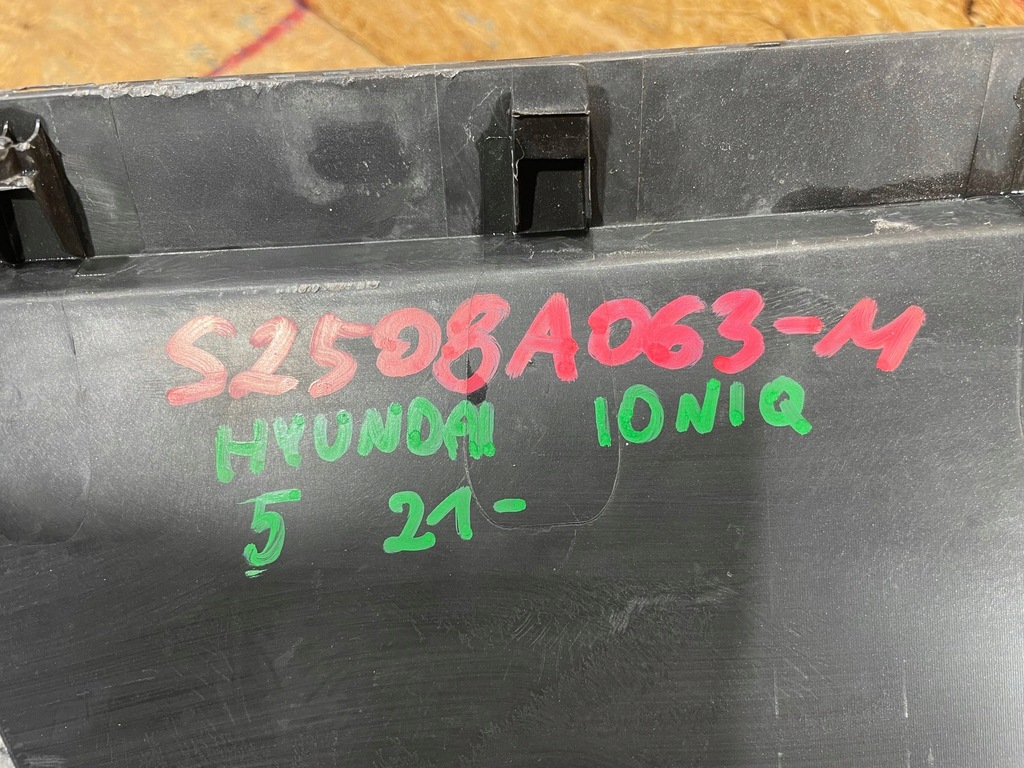 S2508A063-M
HYUNDAI IONIQ
5 21-